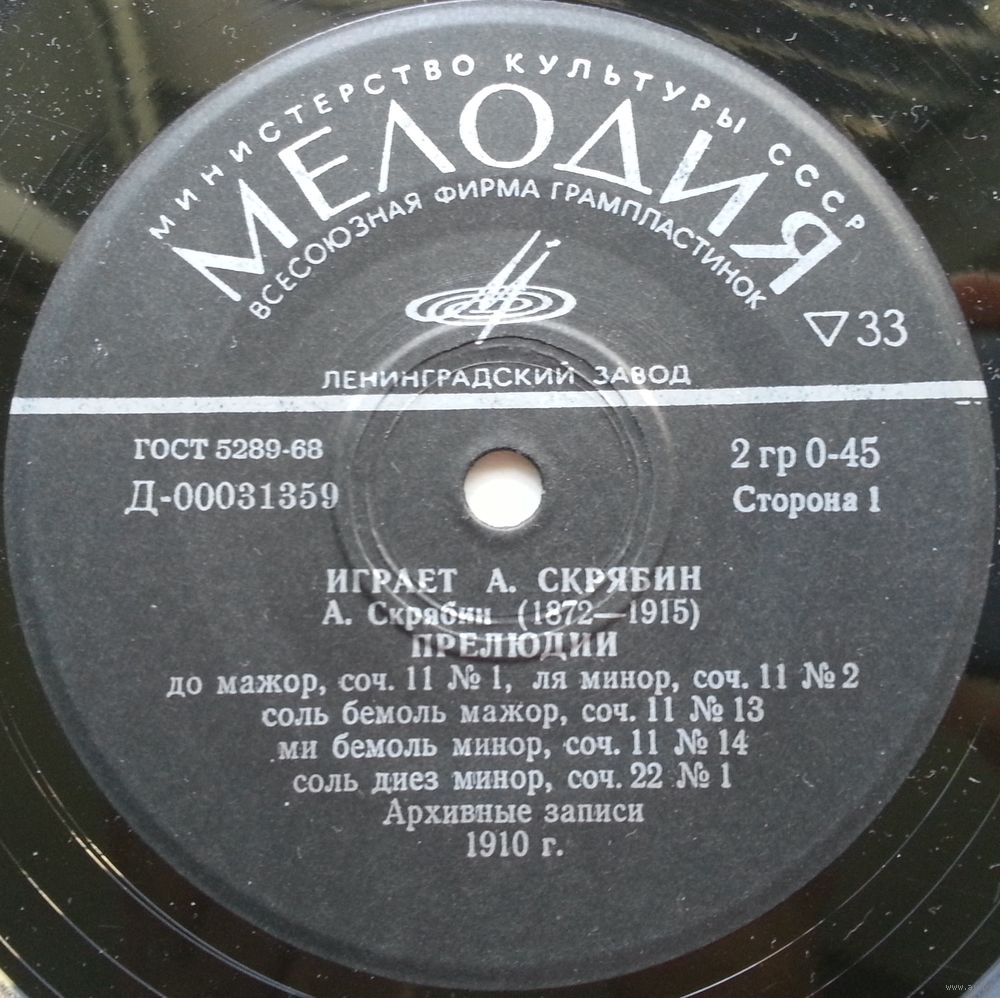 МИНИСТЕРСТВО КУЛЬТУРЫ СССР
МЕЛОДИЯ
ВСЕСОЮЗНАЯ ФИРМА ГРАМПЛАСТИНОК
▽33
ЛЕНИНГРАДСКИЙ ЗАВОД
ГОСТ 5289-68
2 гр 0-45
Д-00031359
Сторона 1
ИГРАЕТ А. СКРЯБИН
А. Скрябин (1872—1915)
ПРЕЛЮДИИ
до мажор, соч. 11 № 1, ля минор, соч. 11 № 2
соль бемоль мажор, соч. 11 № 13
ми бемоль минор, соч. 11 № 14
соль диез минор, соч. 22 № 1
Архивные записи
1910 г.